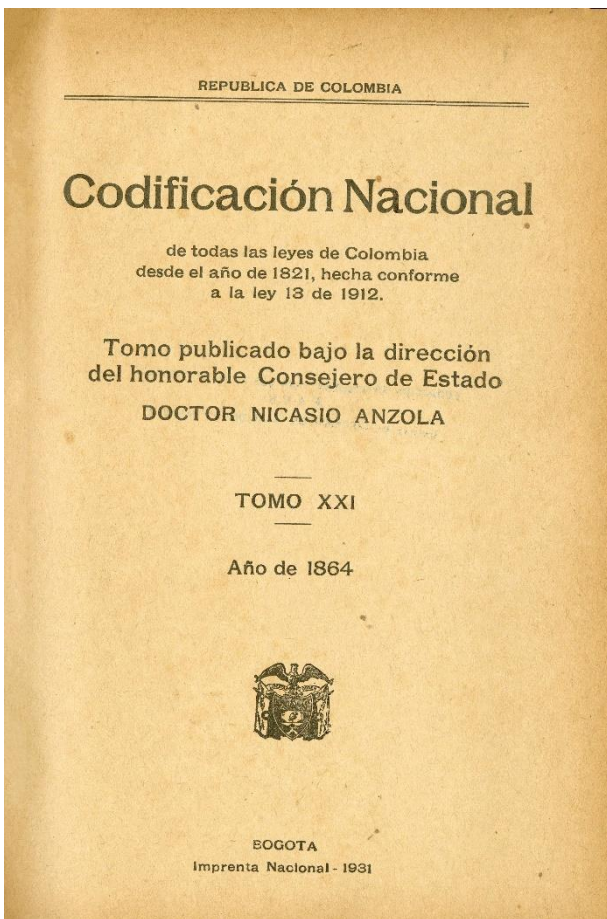 REPUBLICA DE COLOMBIA
Codificación Nacional
de todas las leyes de Colombia
desde el año de 1821, hecha conforme
a la ley 13 de 1912.
Tomo publicado bajo la dirección
del honorable Consejero de Estado
DOCTOR NICASIO ANZOLA
TOMO XXI
Año de 1864
BOGOTA
Imprenta Nacional - 1931